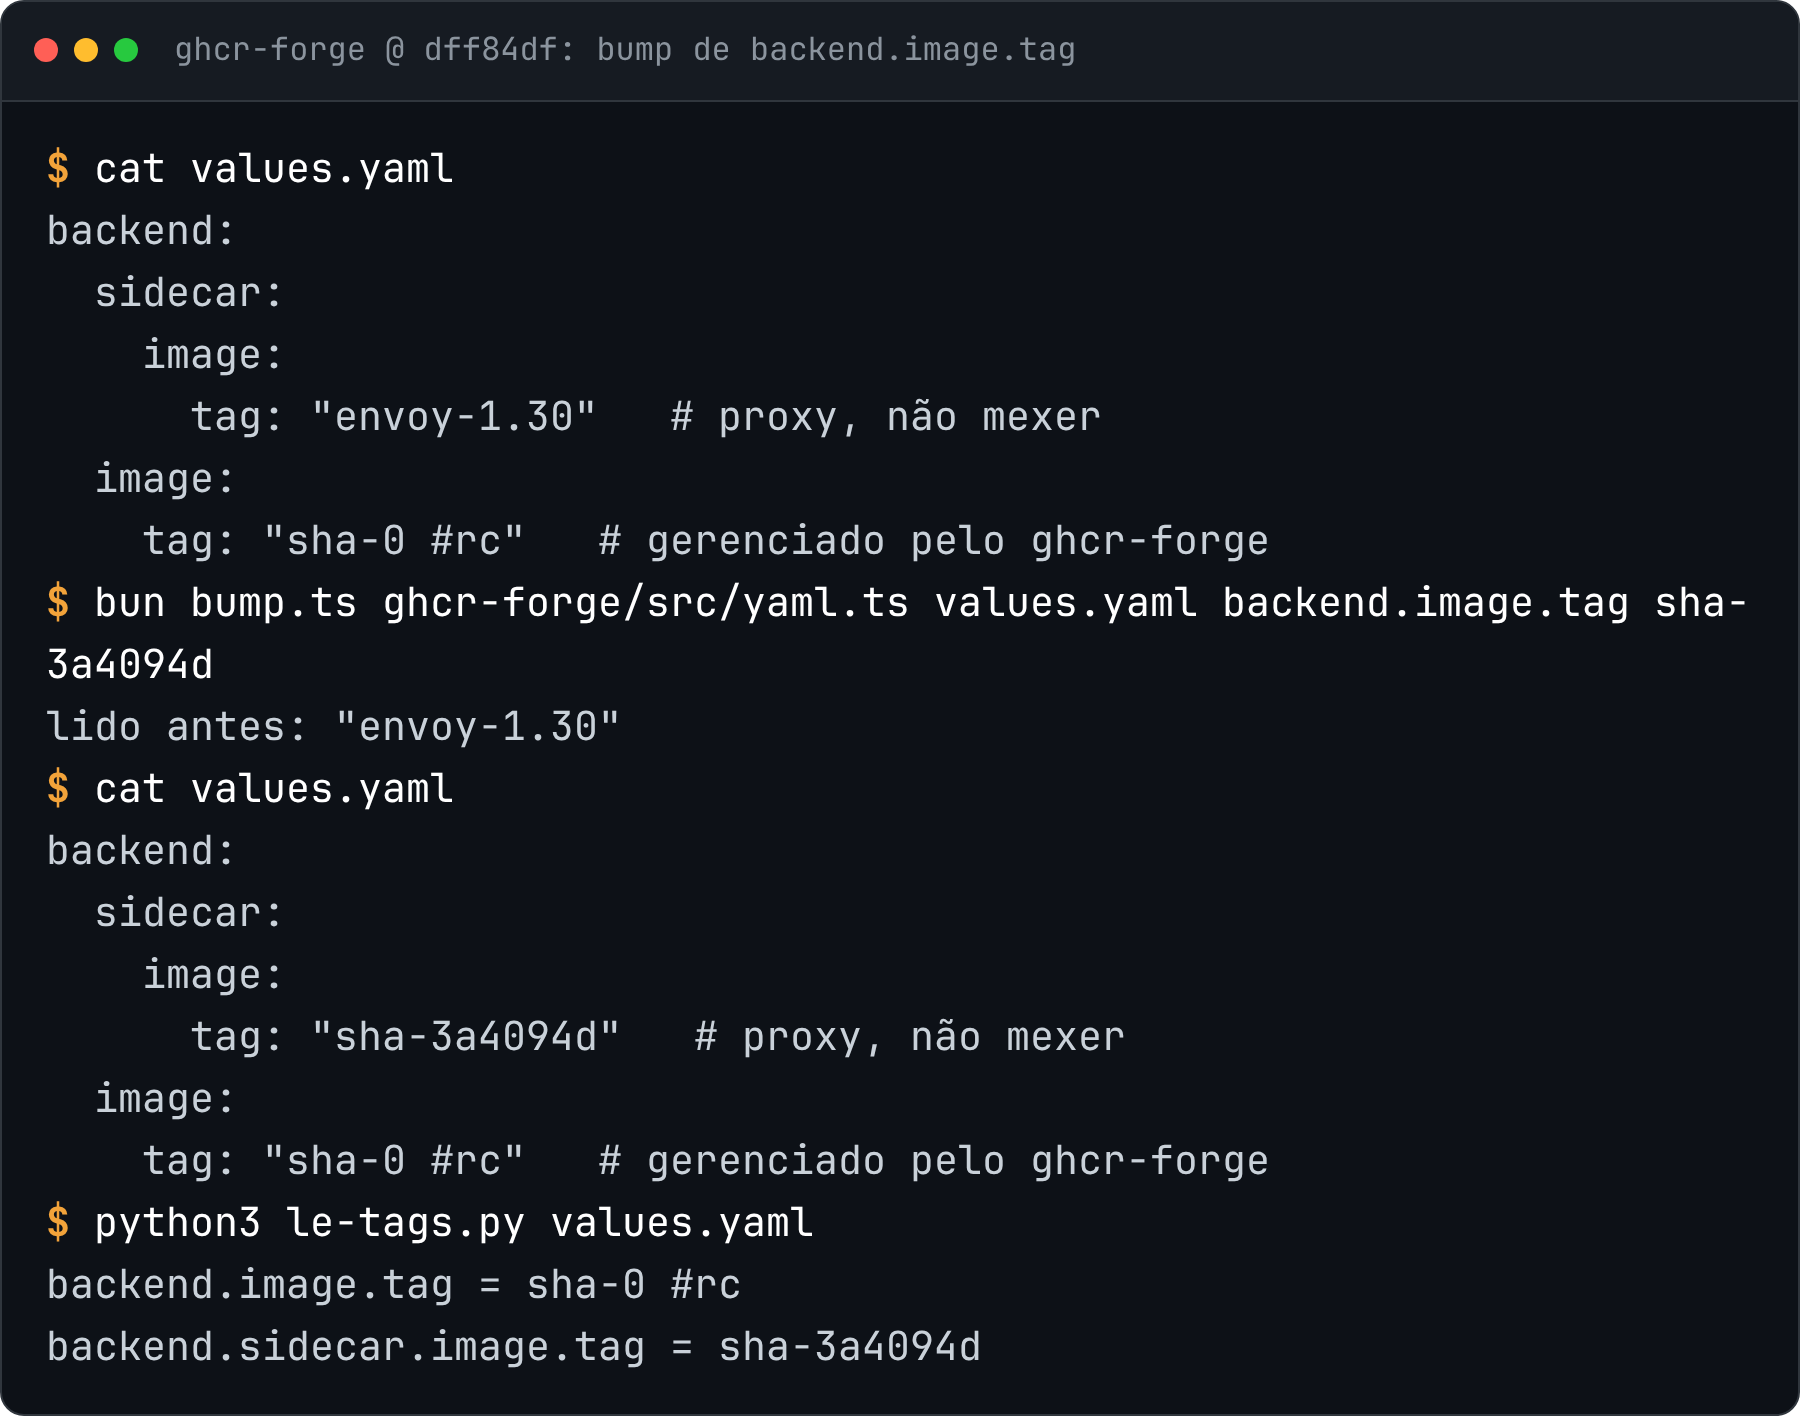 ghcr-forge @ dff84df: bump de backend.image.tag
$ cat values.yaml
backend:
  sidecar:
    image:
      tag: "envoy-1.30"   # proxy, não mexer
  image:
    tag: "sha-0 #rc"   # gerenciado pelo ghcr-forge
$ bun bump.ts ghcr-forge/src/yaml.ts values.yaml backend.image.tag sha-
3a4094d
lido antes: "envoy-1.30"
$ cat values.yaml
backend:
  sidecar:
    image:
      tag: "sha-3a4094d"   # proxy, não mexer
  image:
    tag: "sha-0 #rc"   # gerenciado pelo ghcr-forge
$ python3 le-tags.py values.yaml
backend.image.tag = sha-0 #rc
backend.sidecar.image.tag = sha-3a4094d